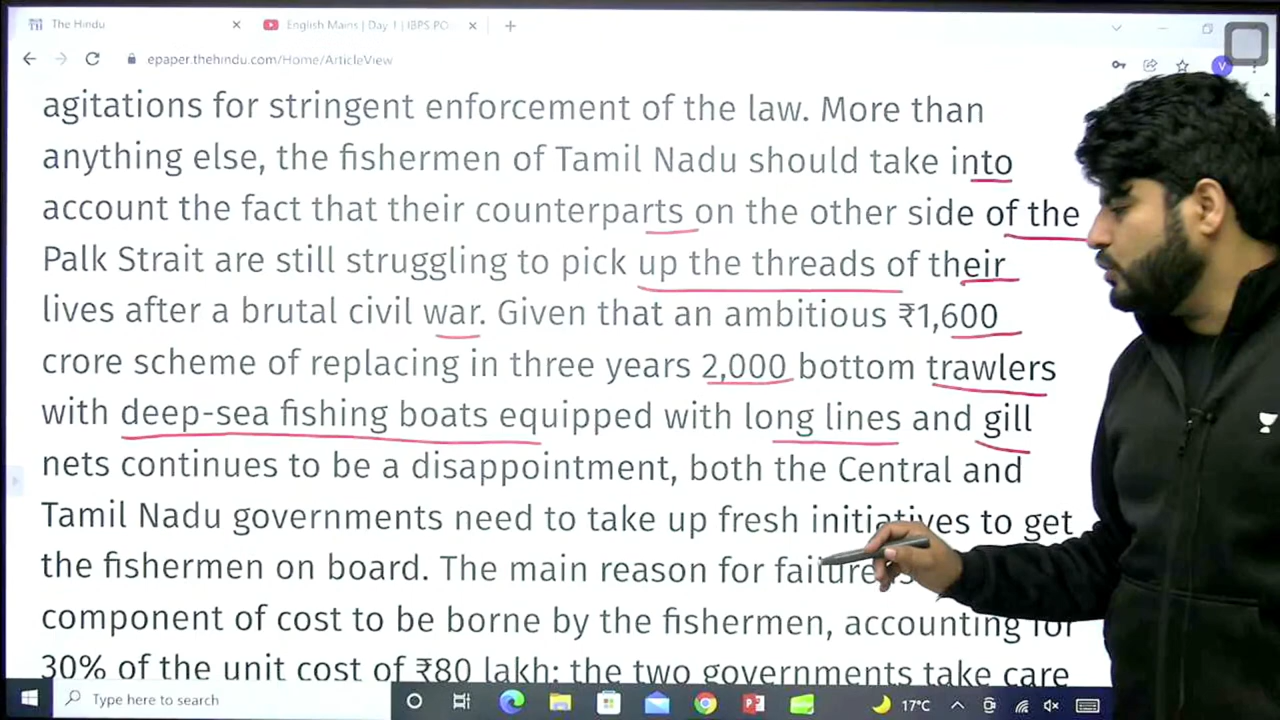 The Hindu
English Mains | Day 1 | IBPS PO
epaper.thehindu.com/Home/ArticleView
V
agitations for stringent enforcement of the law. More than
anything else, the fishermen of Tamil Nadu should take into
account the fact that their counterparts on the other side of the
Palk Strait are still struggling to pick up the threads of their
lives after a brutal civil war. Given that an ambitious ₹1,600
crore scheme of replacing in three years 2,000 bottom trawlers
with deep-sea fishing boats equipped with long lines and gill
nets continues to be a disappointment, both the Central and
Tamil Nadu governments need to take up fresh initiatives to get
the fishermen on board. The main reason for failure
component of cost to be borne by the fishermen, accounting for
30% of the unit cost of ₹80 lakh; the two governments take care
Type here to search
17°C